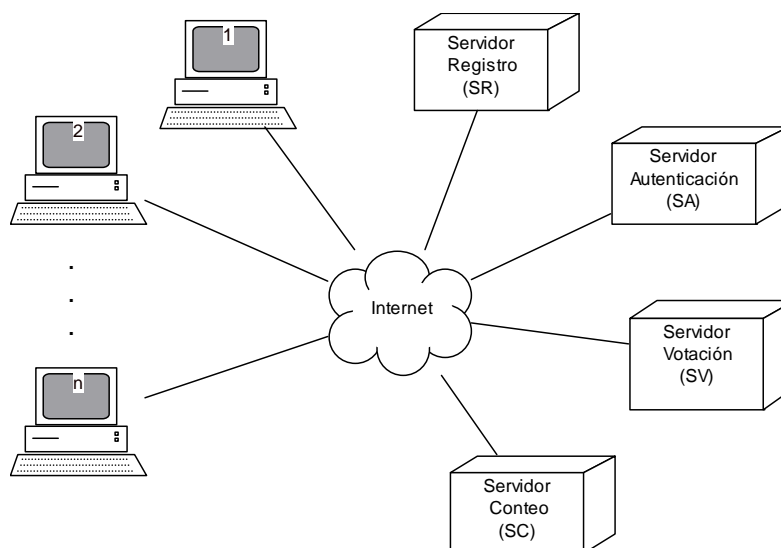 1
Servidor
Registro
(SR)
2
Servidor
Autenticación
(SA)
.
.
.
Internet
Servidor
Votación
(SV)
n
Servidor
Conteo
(SC)